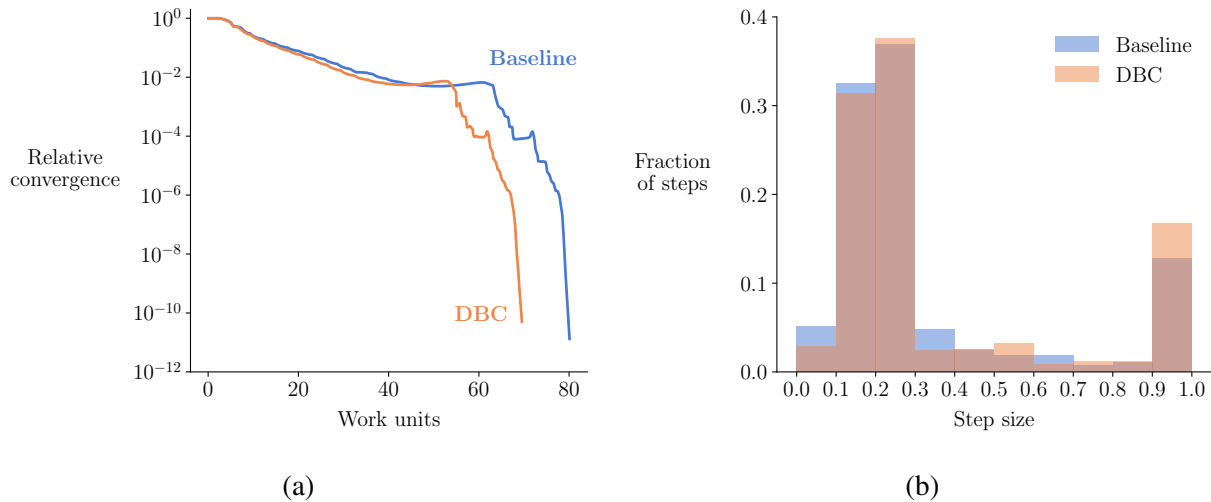 10^0
10^{-2}
10^{-4}
10^{-6}
10^{-8}
10^{-10}
10^{-12}
Relative
convergence
Baseline
DBC
0 20 40 60 80
Work units
(a)
0.4
0.3
0.2
0.1
0.0
Fraction
of steps
Baseline
DBC
0.0 0.1 0.2 0.3 0.4 0.5 0.6 0.7 0.8 0.9 1.0
Step size
(b)